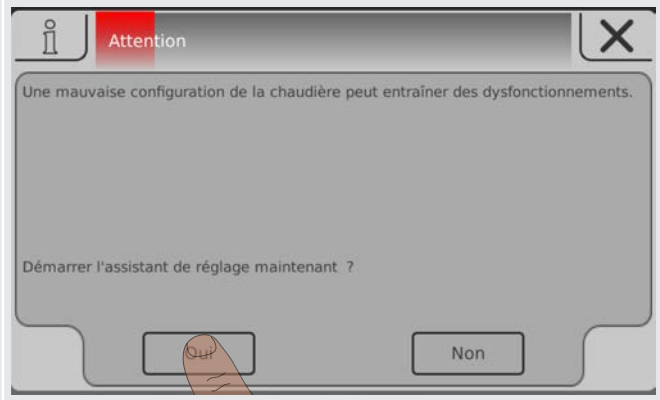 Attention
Une mauvaise configuration de la chaudière peut entraîner des dysfonctionnements.
Démarrer l'assistant de réglage maintenant ?
Oui
Non